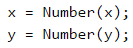 x = Number(x);
y = Number(y);